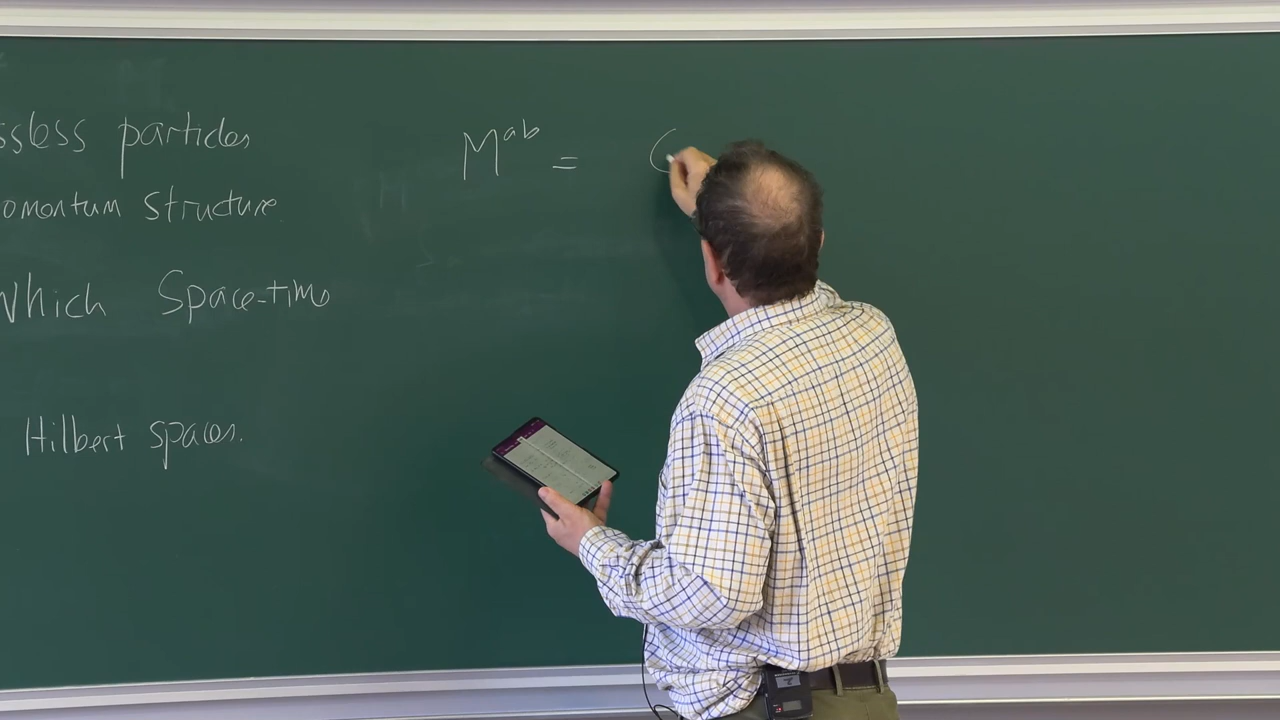 ssless particles
omentum structure
Which Space-time
Hilbert spaces.
M^{ab} = (